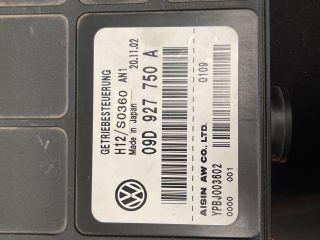 GETRIEBESTEUERUNG
H12/S0360 AN1
Made in Japan 20.11.02
09D 927 750 A
0109
AISIN AW CO., LTD.
YPBJ003602
0000 001